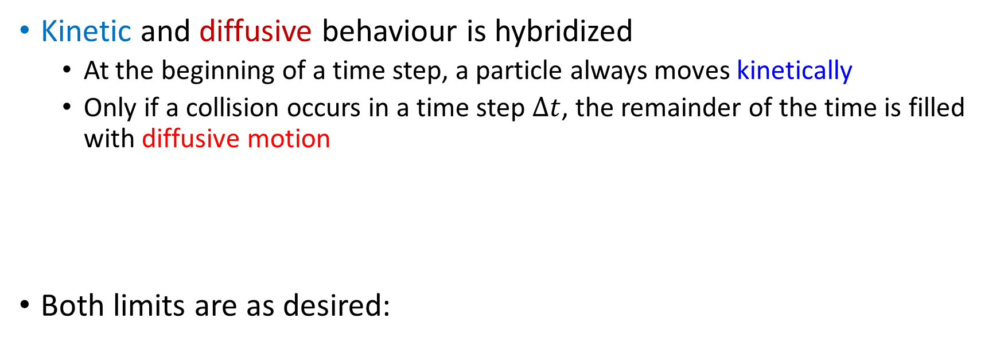 • Kinetic and diffusive behaviour is hybridized
• At the beginning of a time step, a particle always moves kinetically
• Only if a collision occurs in a time step Δ𝑡, the remainder of the time is filled
with diffusive motion
• Both limits are as desired: